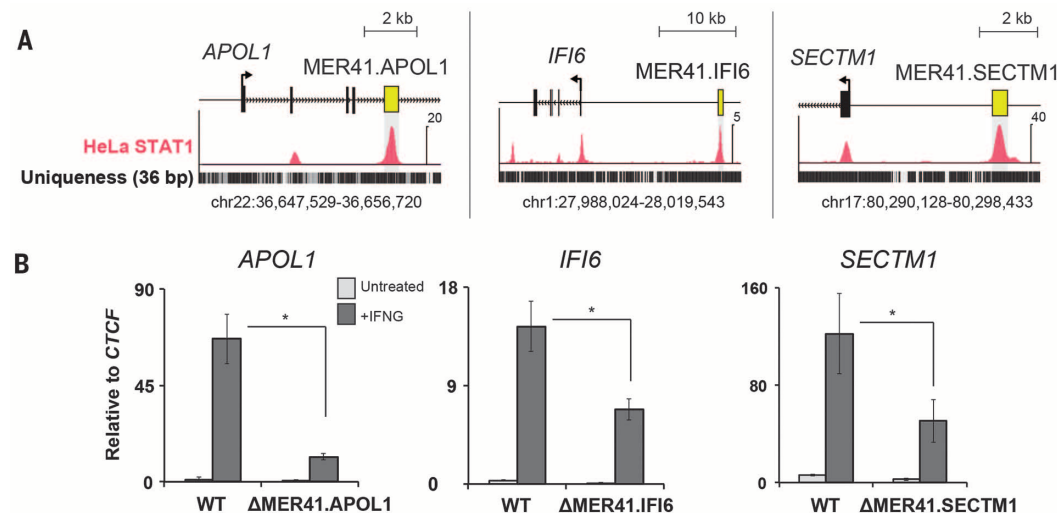 A
2 kb
10 kb
2 kb
APOL1
MER41.APOL1
IFI6
MER41.IFI6
SECTM1
MER41.SECTM1
HeLa STAT1
20
5
40
Uniqueness (36 bp)
chr22:36,647,529-36,656,720
chr1:27,988,024-28,019,543
chr17:80,290,128-80,298,433
B
APOL1
IFI6
SECTM1
Relative to CTCF
90
45
0
Untreated
+IFNG
*
WT
ΔMER41.APOL1
18
9
0
*
WT
ΔMER41.IFI6
160
80
0
*
WT
ΔMER41.SECTM1